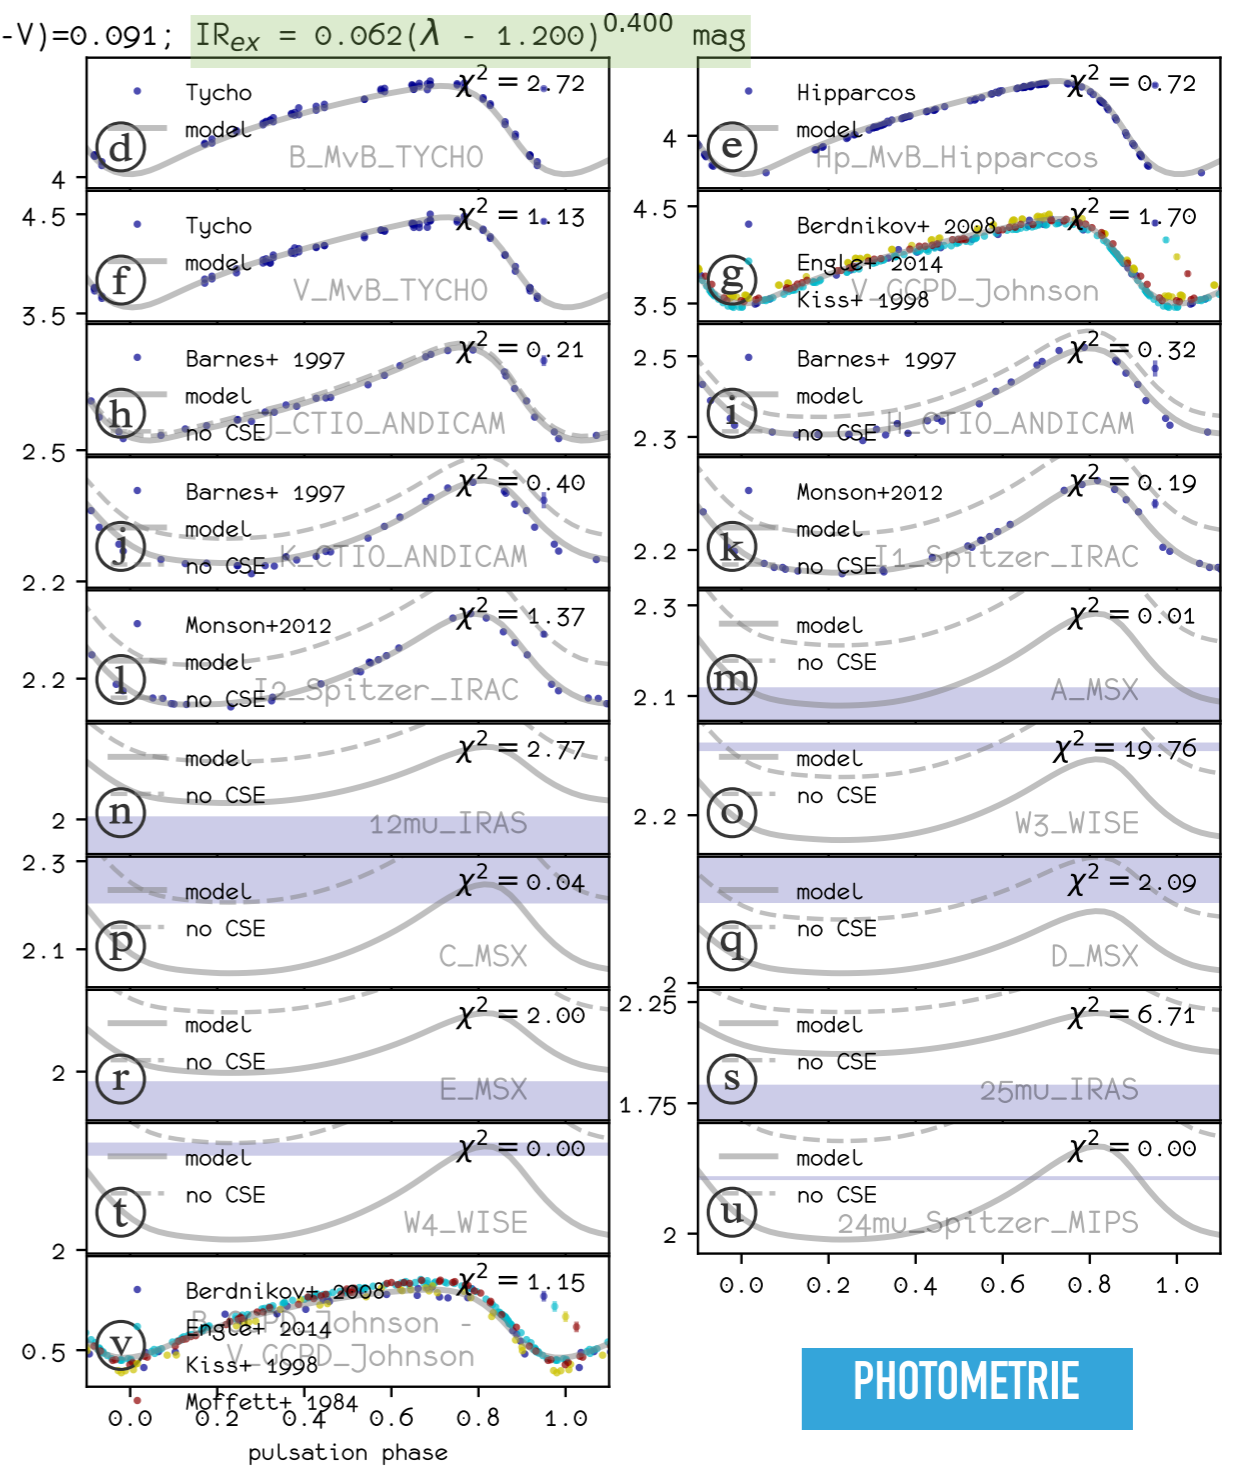 -V)=0.091; IRex = 0.062(λ - 1.200)^0.400 mag
Tycho
model
χ² = 2.72
d
B_MvB_TYCHO
4
Hipparcos
model
χ² = 0.72
e
Hp_MvB_Hipparcos
4
4.5
Tycho
model
χ² = 1.13
f
V_MvB_TYCHO
3.5
4.5
Berdnikov+ 2008
Engle+ 2014
Kiss+ 1998
χ² = 1.70
g
V_GCPD_Johnson
3.5
Barnes+ 1997
model
no CSE
χ² = 0.21
h
J_CTIO_ANDICAM
2.5
2.5
Barnes+ 1997
model
no CSE
χ² = 0.32
i
H_CTIO_ANDICAM
2.3
Barnes+ 1997
model
no CSE
χ² = 0.40
j
K_CTIO_ANDICAM
2.2
Monson+2012
model
no CSE
χ² = 0.19
k
I1_Spitzer_IRAC
2.2
Monson+2012
model
no CSE
χ² = 1.37
l
I2_Spitzer_IRAC
2.2
2.3
model
no CSE
χ² = 0.01
m
A_MSX
2.1
model
no CSE
χ² = 2.77
n
12mu_IRAS
2
model
no CSE
χ² = 19.76
o
W3_WISE
2.2
2.3
model
no CSE
χ² = 0.04
p
C_MSX
2.1
model
no CSE
χ² = 2.09
q
D_MSX
2
model
no CSE
χ² = 2.00
r
E_MSX
2
2.25
model
no CSE
χ² = 6.71
s
25mu_IRAS
1.75
model
no CSE
χ² = 0.00
t
W4_WISE
2
model
no CSE
χ² = 0.00
u
24mu_Spitzer_MIPS
2
0.0 0.2 0.4 0.6 0.8 1.0
Berdnikov+ 2008
Engle+ 2014
Kiss+ 1998
Moffett+ 1984
χ² = 1.15
v
B_GCPD_Johnson -
V_GCPD_Johnson
0.5
0.0 0.2 0.4 0.6 0.8 1.0
pulsation phase
PHOTOMETRIE